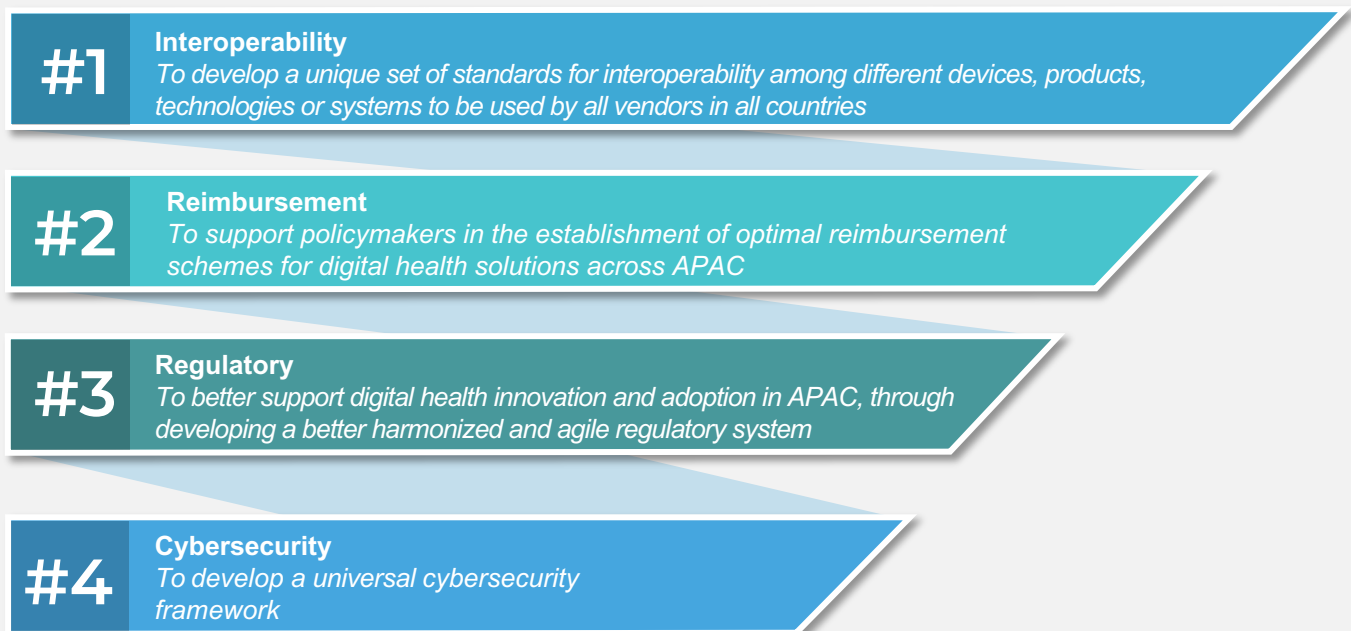 #1
Interoperability
To develop a unique set of standards for interoperability among different devices, products,
technologies or systems to be used by all vendors in all countries
#2
Reimbursement
To support policymakers in the establishment of optimal reimbursement
schemes for digital health solutions across APAC
#3
Regulatory
To better support digital health innovation and adoption in APAC, through
developing a better harmonized and agile regulatory system
#4
Cybersecurity
To develop a universal cybersecurity
framework